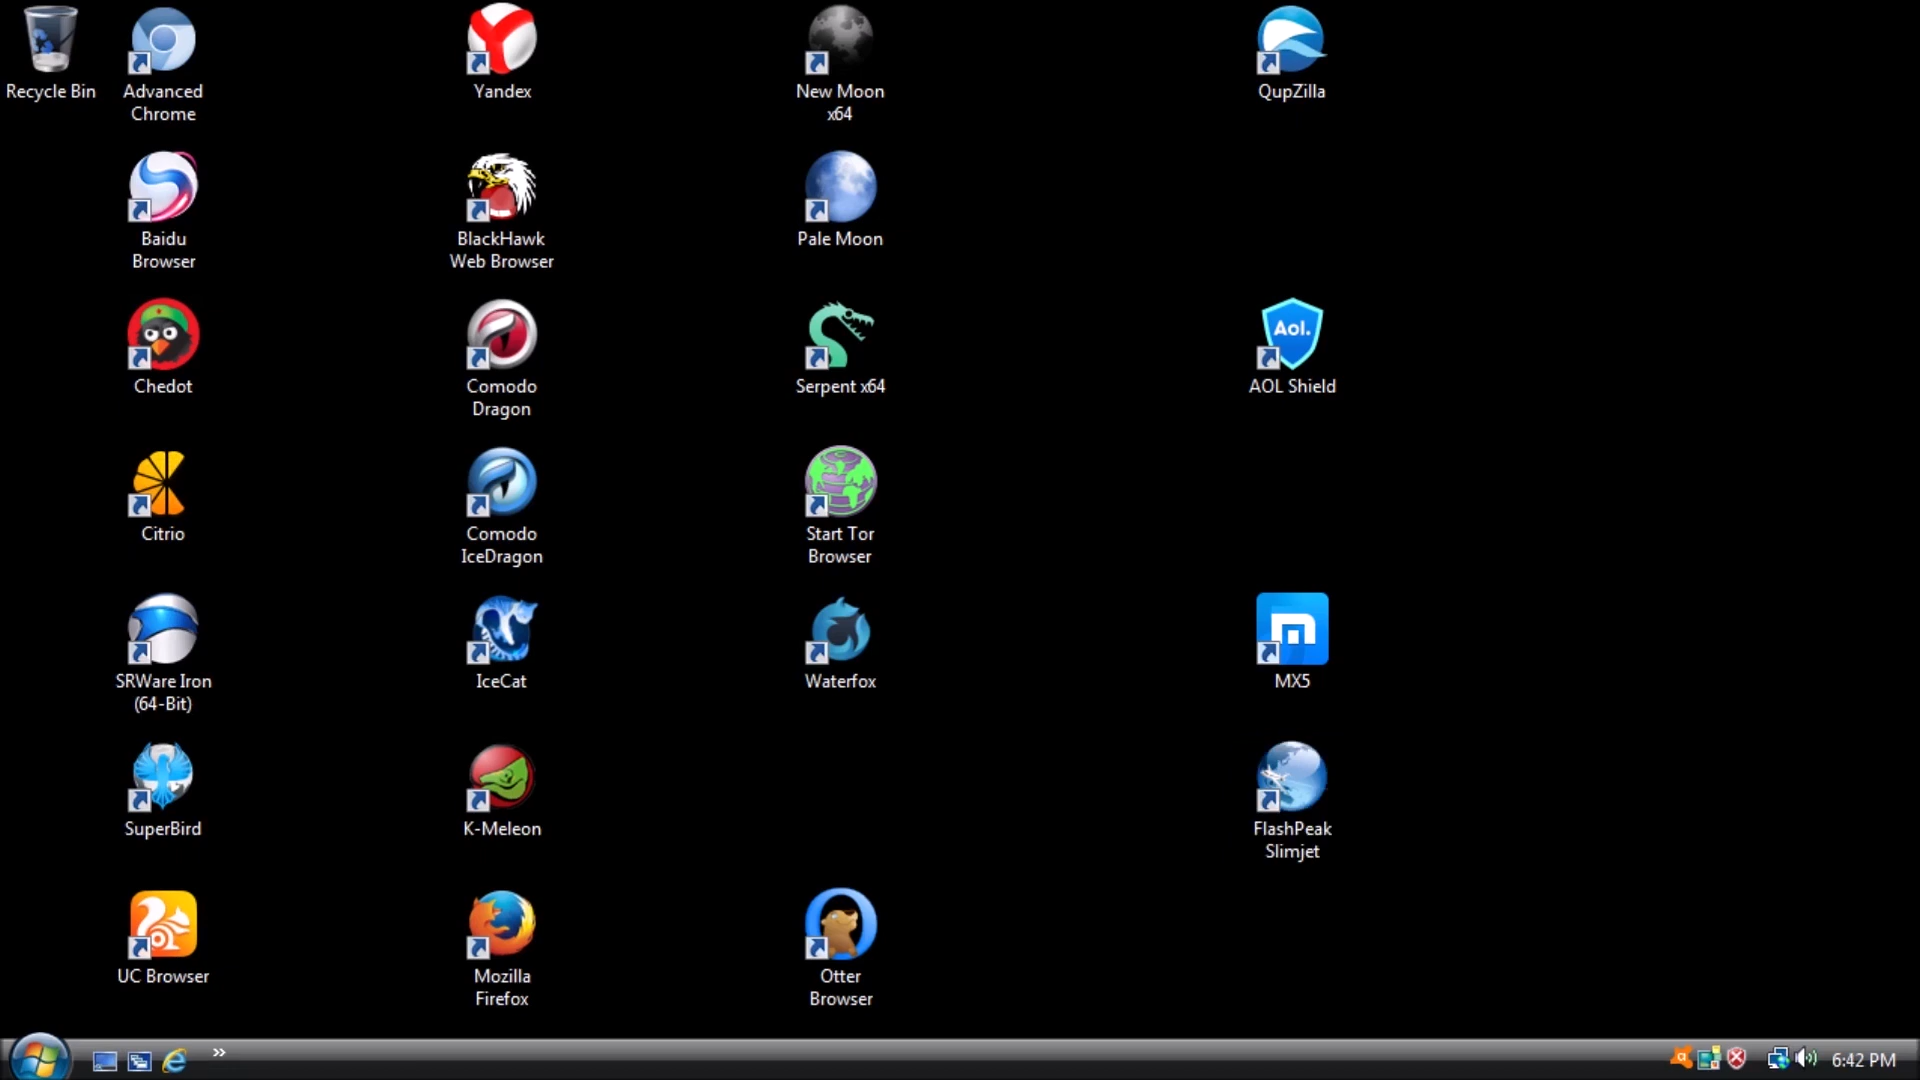 Recycle Bin
Advanced
Chrome
Yandex
New Moon
x64
QupZilla
Baidu
Browser
BlackHawk
Web Browser
Pale Moon
Chedot
Comodo
Dragon
Serpent x64
Aol.
AOL Shield
Citrio
Comodo
IceDragon
Start Tor
Browser
SRWare Iron
(64-Bit)
IceCat
Waterfox
MX5
SuperBird
K-Meleon
FlashPeak
Slimjet
UC Browser
Mozilla
Firefox
Otter
Browser
6:42 PM